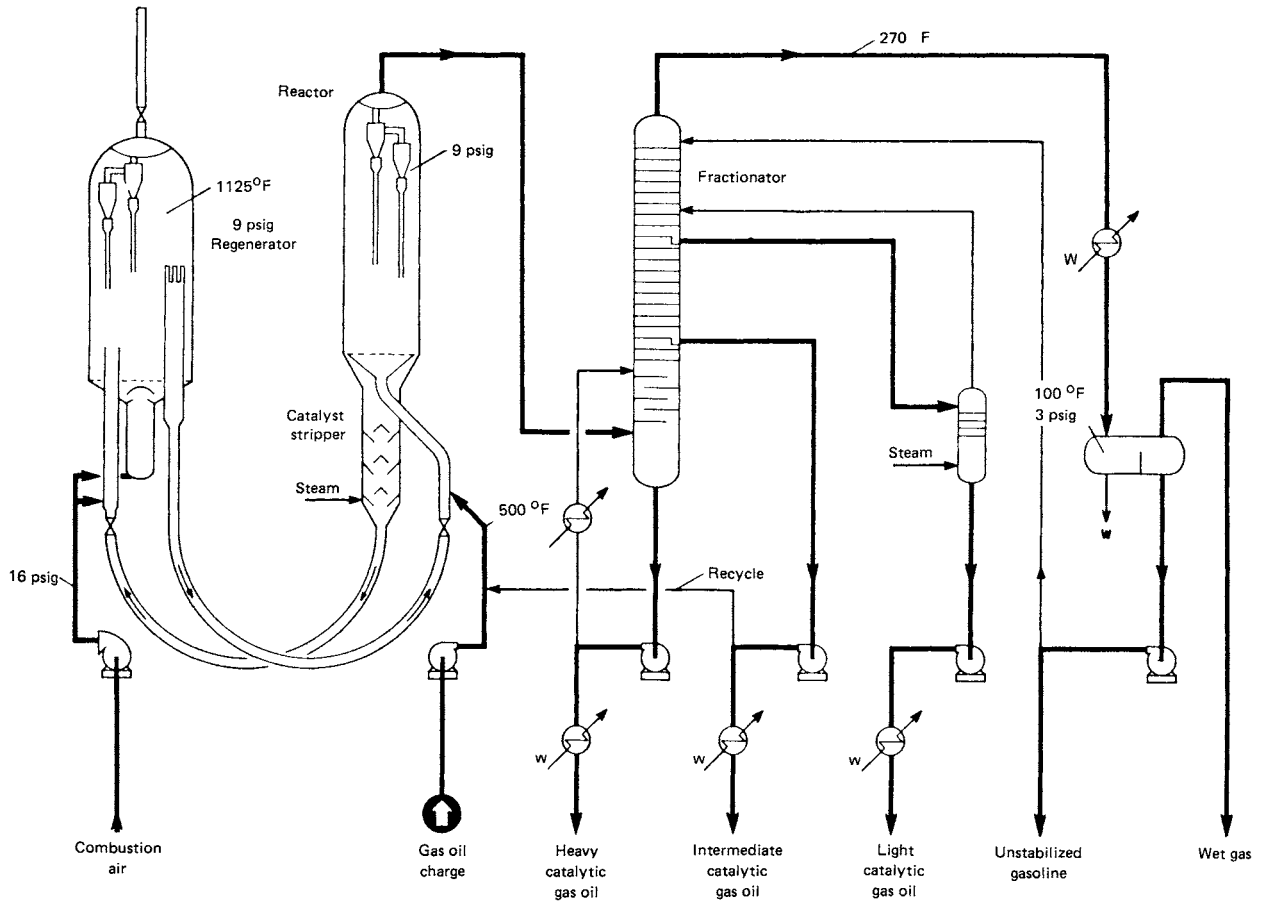 270 F
Reactor
9 psig
1125°F
9 psig
Regenerator
Fractionator
W
100 °F
3 psig
Catalyst
stripper
Steam
Steam
500 °F
w
16 psig
Recycle
w
w
w
Combustion
air
Gas oil
charge
Heavy
catalytic
gas oil
Intermediate
catalytic
gas oil
Light
catalytic
gas oil
Unstabilized
gasoline
Wet gas